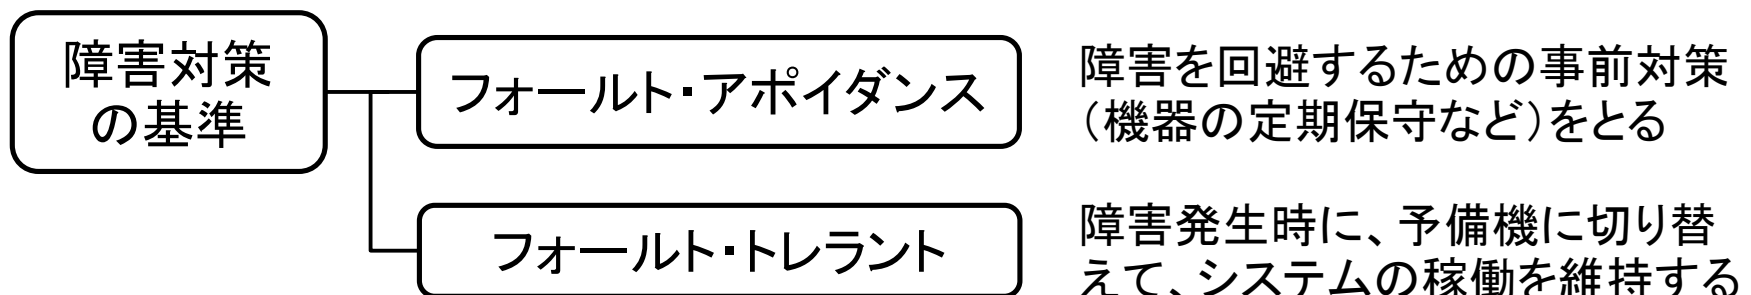 障害対策
の基準
フォールト・アポイダンス
障害を回避するための事前対策
（機器の定期保守など）をとる
フォールト・トレラント
障害発生時に、予備機に切り替
えて、システムの稼働を維持する